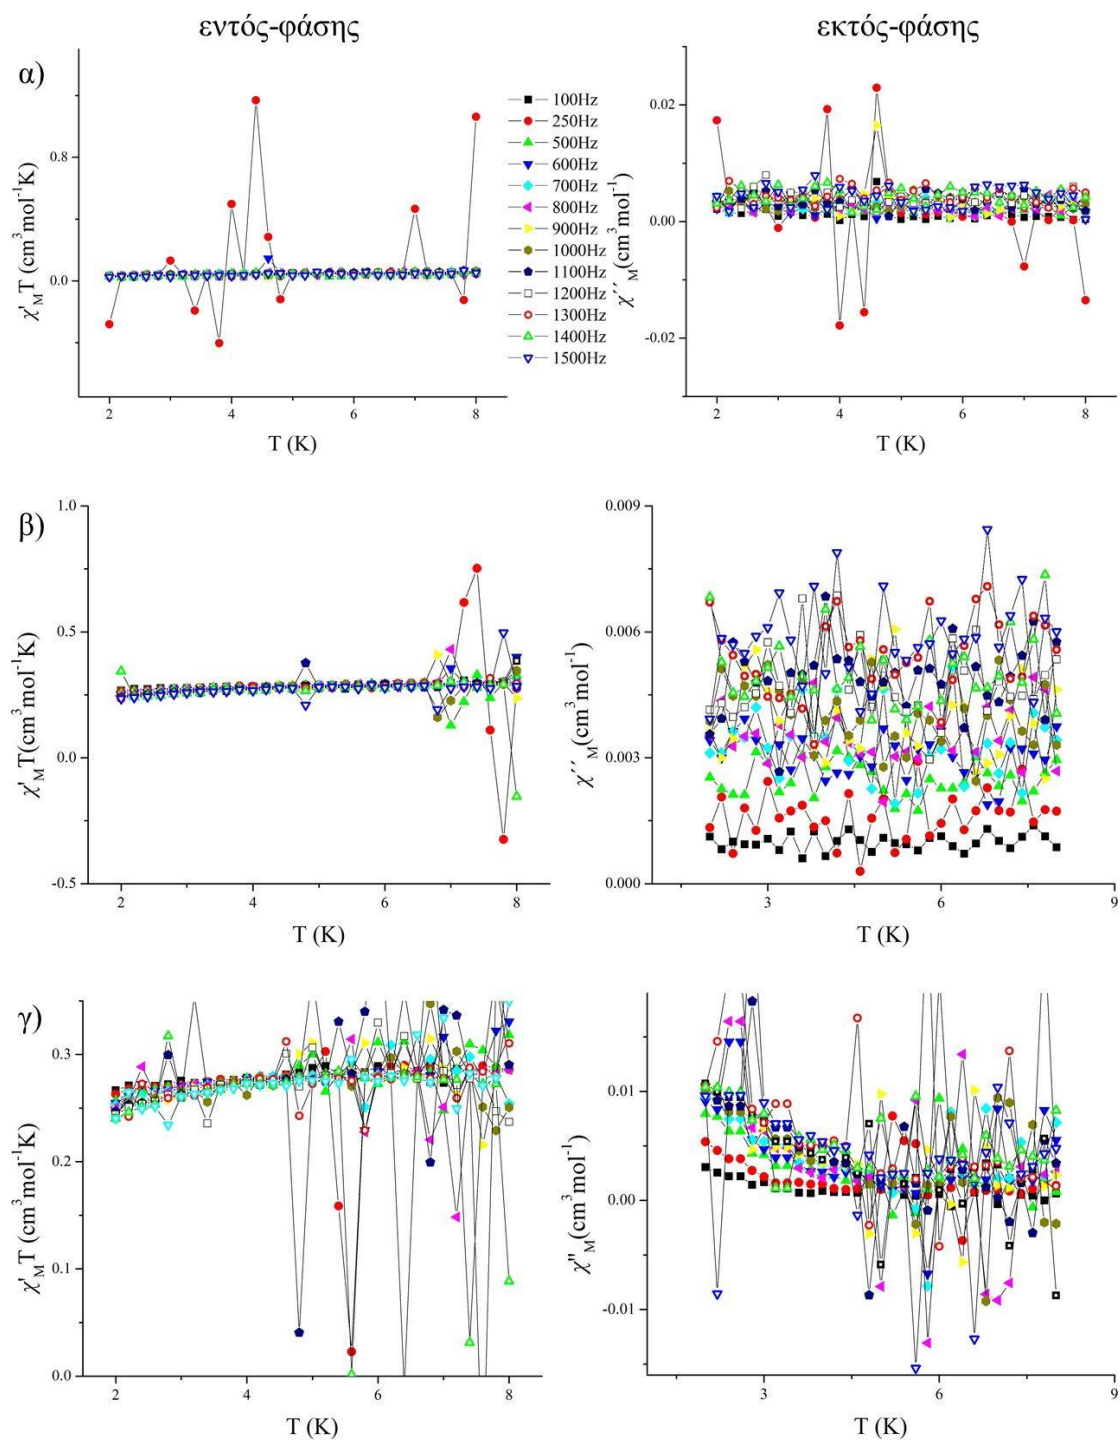 εντός-φάσης
εκτός-φάσης
α)
χ′MT (cm³mol⁻¹K)
0.8
0.0
2
4
6
8
T (K)
100Hz
250Hz
500Hz
600Hz
700Hz
800Hz
900Hz
1000Hz
1100Hz
1200Hz
1300Hz
1400Hz
1500Hz
χ′′M(cm³mol⁻¹)
0.02
0.00
-0.02
2
4
6
8
T (K)
β)
χ′MT(cm³mol⁻¹K)
1.0
0.5
0.0
-0.5
2
4
6
8
T (K)
χ′′M(cm³mol⁻¹)
0.009
0.006
0.003
0.000
3
6
9
T (K)
γ)
χ′MT (cm³mol⁻¹K)
0.3
0.2
0.1
0.0
2
4
6
8
T (K)
χ"M(cm³mol⁻¹)
0.01
0.00
-0.01
3
6
9
T (K)